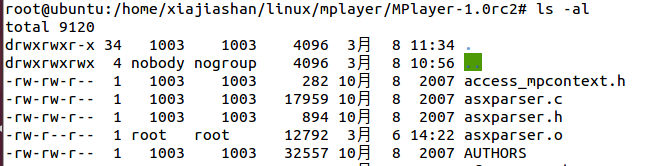 root@ubuntu:/home/xiajiashan/linux/mplayer/MPlayer-1.0rc2# ls -al
total 9120
drwxrwxr-x 34   1003   1003  4096  3月  8 11:34 .
drwxrwxrwx  4 nobody nogroup  4096  3月  8 10:56 ..
-rw-rw-r--  1   1003   1003   282 10月  8  2007 access_mpcontext.h
-rw-rw-r--  1   1003   1003 17959 10月  8  2007 asxparser.c
-rw-rw-r--  1   1003   1003   894 10月  8  2007 asxparser.h
-rw-r--r--  1 root   root   12792  3月  6 14:22 asxparser.o
-rw-rw-r--  1   1003   1003 32557 10月  8  2007 AUTHORS